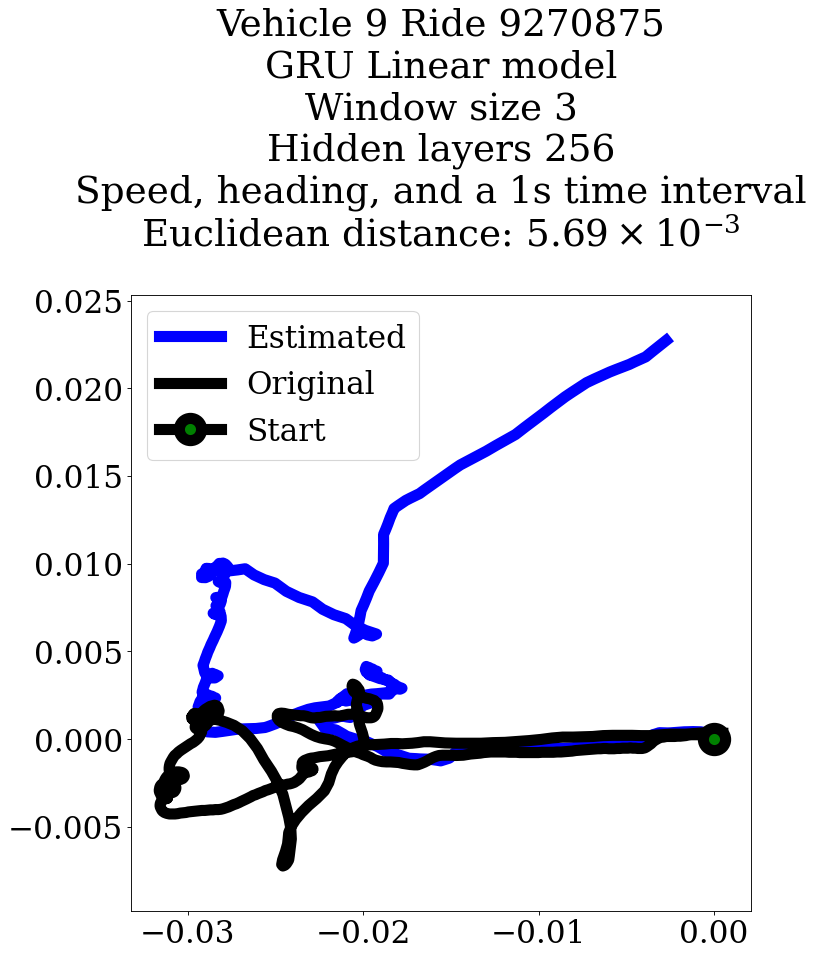 Vehicle 9 Ride 9270875
GRU Linear model
Window size 3
Hidden layers 256
Speed, heading, and a 1s time interval
Euclidean distance: 5.69 × 10⁻³
0.025
0.020
0.015
0.010
0.005
0.000
−0.005
Estimated
Original
Start
−0.03 −0.02 −0.01 0.00